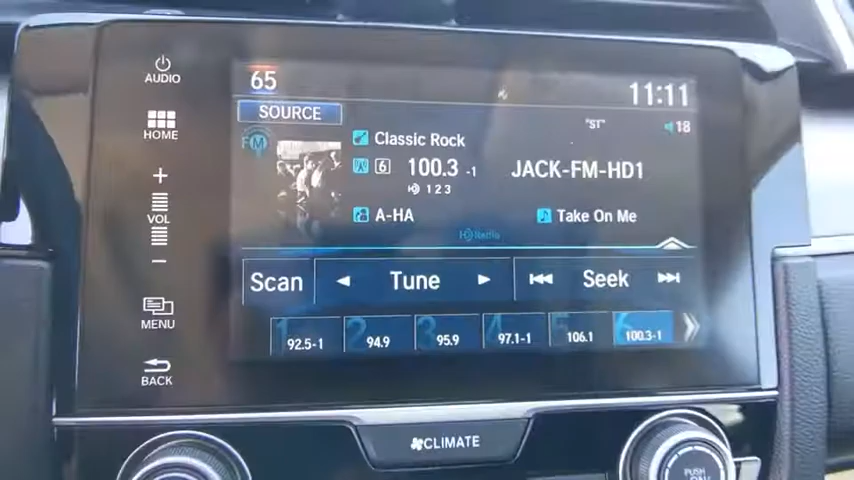 AUDIO
65
11:11
SOURCE
"ST"
18
HOME
FM
Classic Rock
6 100.3 -1
JACK-FM-HD1
HD 1 2 3
VOL
A-HA
Take On Me
HD Radio
Scan
Tune
Seek
MENU
1 92.5-1
2 94.9
3 95.9
4 97.1-1
5 106.1
6 100.3-1
BACK
CLIMATE
PUSH